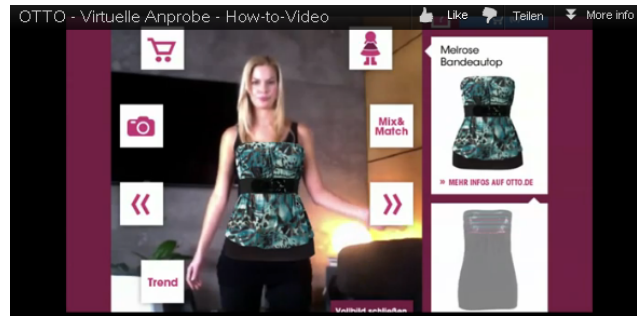 OTTO - Virtuelle Anprobe - How-to-Video
Like
Teilen
More info
Melrose
Bandeautop
Mix&
Match
» MEHR INFOS AUF OTTO.DE
Trend
Vollbild schließen